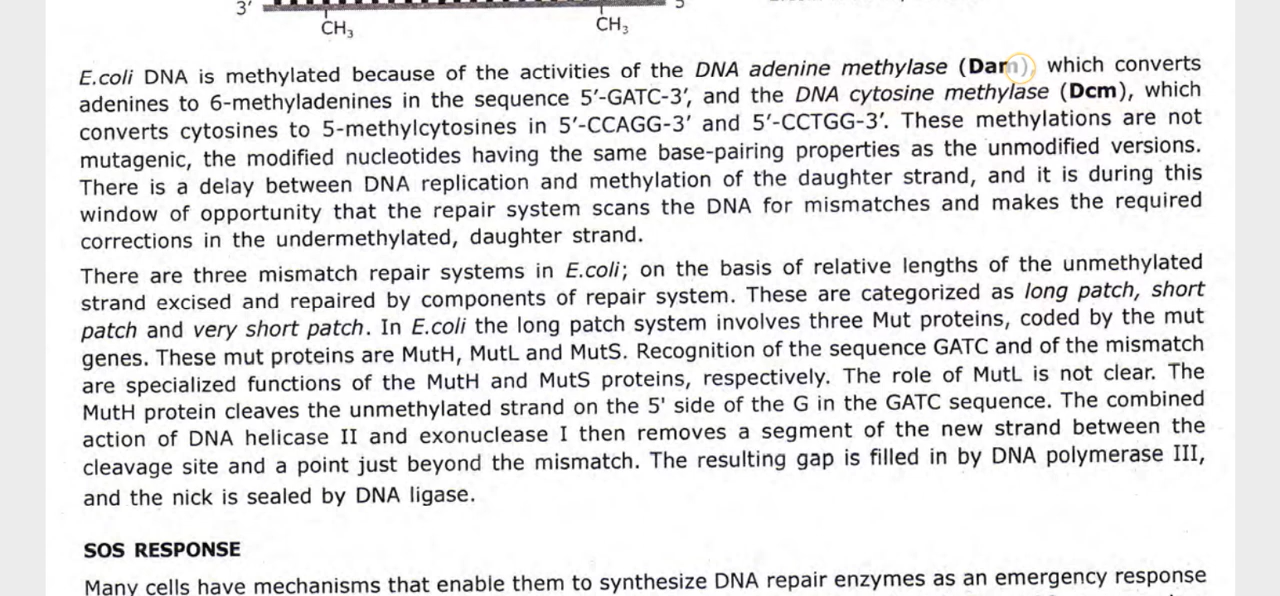 3′ 5
CH₃ CH₃
E.coli DNA is methylated because of the activities of the DNA adenine methylase (Dam), which converts
adenines to 6-methyladenines in the sequence 5′-GATC-3′, and the DNA cytosine methylase (Dcm), which
converts cytosines to 5-methylcytosines in 5′-CCAGG-3′ and 5′-CCTGG-3′. These methylations are not
mutagenic, the modified nucleotides having the same base-pairing properties as the unmodified versions.
There is a delay between DNA replication and methylation of the daughter strand, and it is during this
window of opportunity that the repair system scans the DNA for mismatches and makes the required
corrections in the undermethylated, daughter strand.
There are three mismatch repair systems in E.coli; on the basis of relative lengths of the unmethylated
strand excised and repaired by components of repair system. These are categorized as long patch, short
patch and very short patch. In E.coli the long patch system involves three Mut proteins, coded by the mut
genes. These mut proteins are MutH, MutL and MutS. Recognition of the sequence GATC and of the mismatch
are specialized functions of the MutH and MutS proteins, respectively. The role of MutL is not clear. The
MutH protein cleaves the unmethylated strand on the 5' side of the G in the GATC sequence. The combined
action of DNA helicase II and exonuclease I then removes a segment of the new strand between the
cleavage site and a point just beyond the mismatch. The resulting gap is filled in by DNA polymerase III,
and the nick is sealed by DNA ligase.
SOS RESPONSE
Many cells have mechanisms that enable them to synthesize DNA repair enzymes as an emergency response